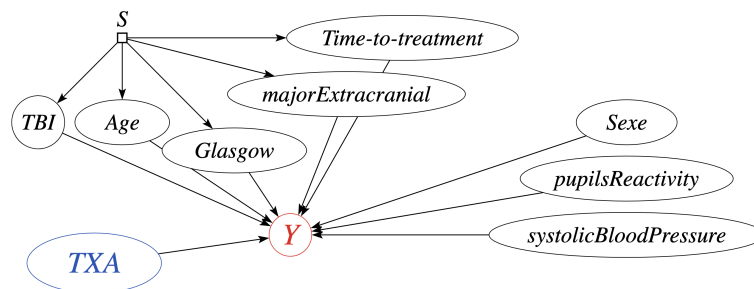 S
Time-to-treatment
majorExtracranial
TBI
Age
Sexe
Glasgow
pupilsReactivity
Y
systolicBloodPressure
TXA